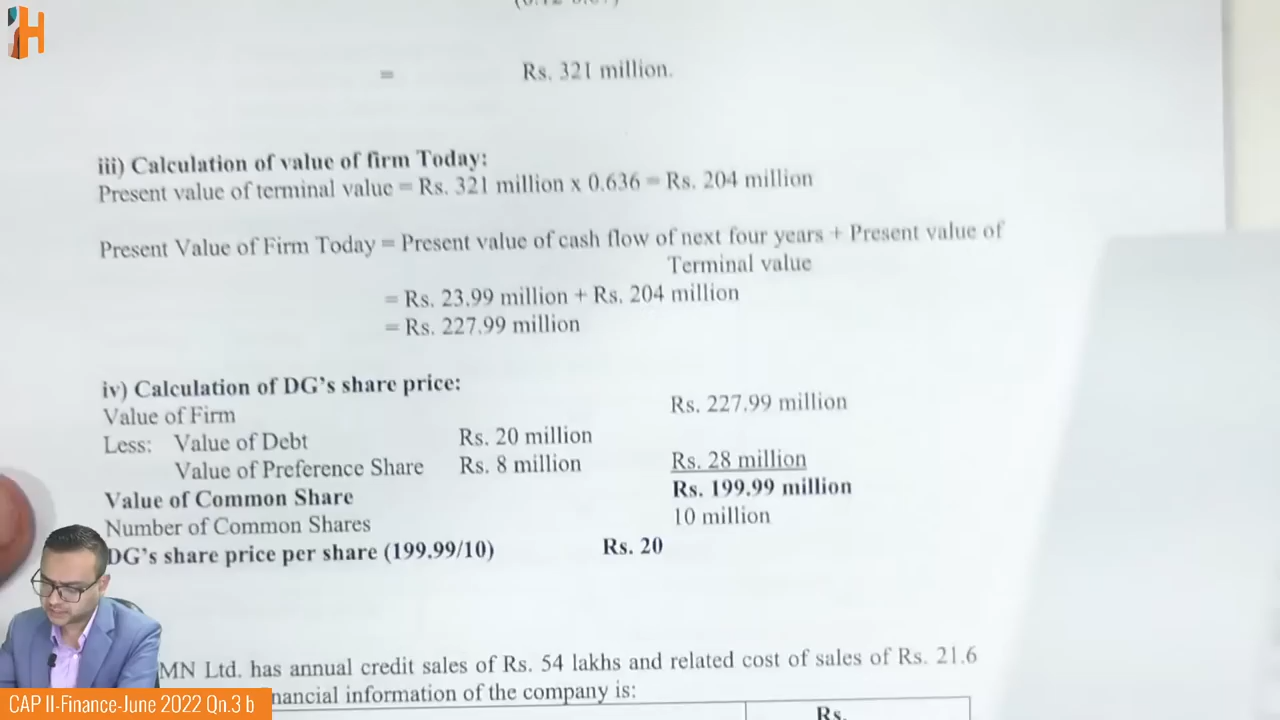 = Rs. 321 million.
iii) Calculation of value of firm Today:
Present value of terminal value = Rs. 321 million x 0.636 = Rs. 204 million
Present Value of Firm Today = Present value of cash flow of next four years + Present value of
Terminal value
= Rs. 23.99 million + Rs. 204 million
= Rs. 227.99 million
iv) Calculation of DG's share price:
Value of Firm Rs. 227.99 million
Less: Value of Debt Rs. 20 million
Value of Preference Share Rs. 8 million Rs. 28 million
Value of Common Share Rs. 199.99 million
Number of Common Shares 10 million
DG's share price per share (199.99/10) Rs. 20
MN Ltd. has annual credit sales of Rs. 54 lakhs and related cost of sales of Rs. 21.6
information of the company is:
Rs.
CAP II-Finance-June 2022 Qn.3 b
H